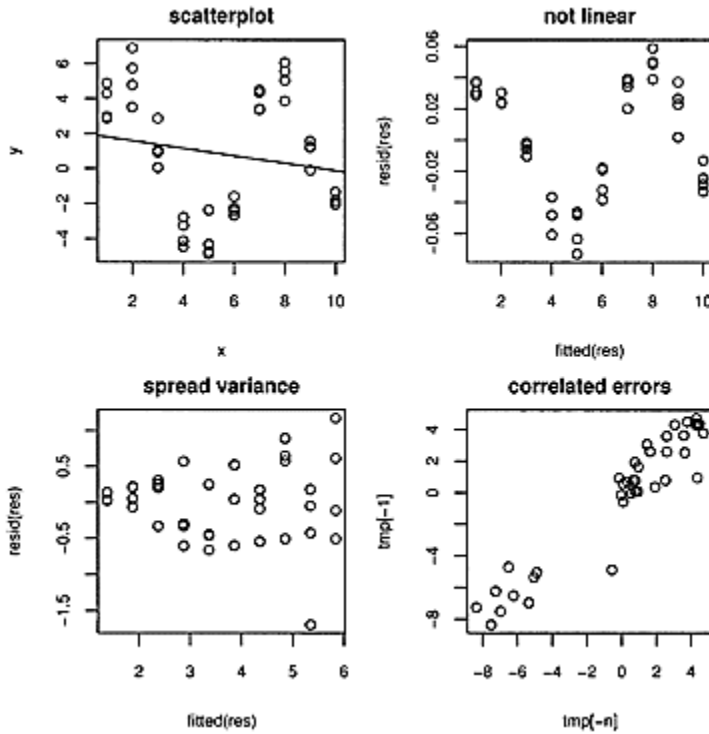 scatterplot
y
6
4
2
0
-2
-4
2 4 6 8 10
x
not linear
resid(res)
0.06
0.02
-0.02
-0.06
2 4 6 8 10
fitted(res)
spread variance
resid(res)
0.5
-0.5
-1.5
2 3 4 5 6
fitted(res)
correlated errors
tmp[-1]
4
2
0
-4
-8
-8 -6 -4 -2 0 2 4
tmp[-n]